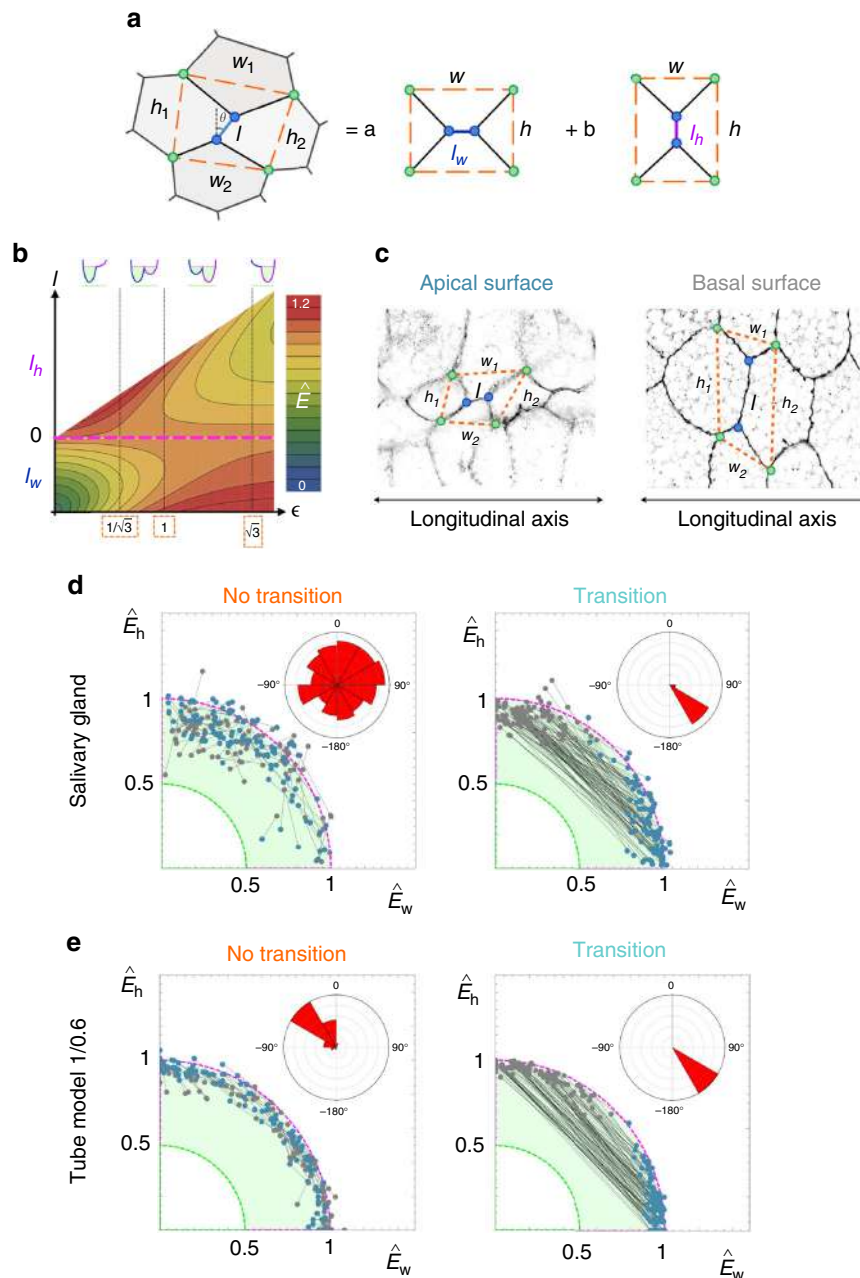 a
w1
h1
θ
l
h2
w2
= a
w
h
lw
+ b
w
lh
h
b
l
lh
0
lw
1.2
Ê
0
1/√3
1
√3
ϵ
c
Apical surface
Basal surface
w1
h1
l
h2
w2
w1
h1
l
h2
w2
Longitudinal axis
Longitudinal axis
d
No transition
Transition
Salivary gland
Êh
1
0.5
0.5
1
Êw
0
–90°
90°
–180°
Êh
1
0.5
0.5
1
Êw
0
–90°
90°
–180°
e
No transition
Transition
Tube model 1/0.6
Êh
1
0.5
0.5
1
Êw
0
–90°
90°
–180°
Êh
1
0.5
0.5
1
Êw
0
–90°
90°
–180°